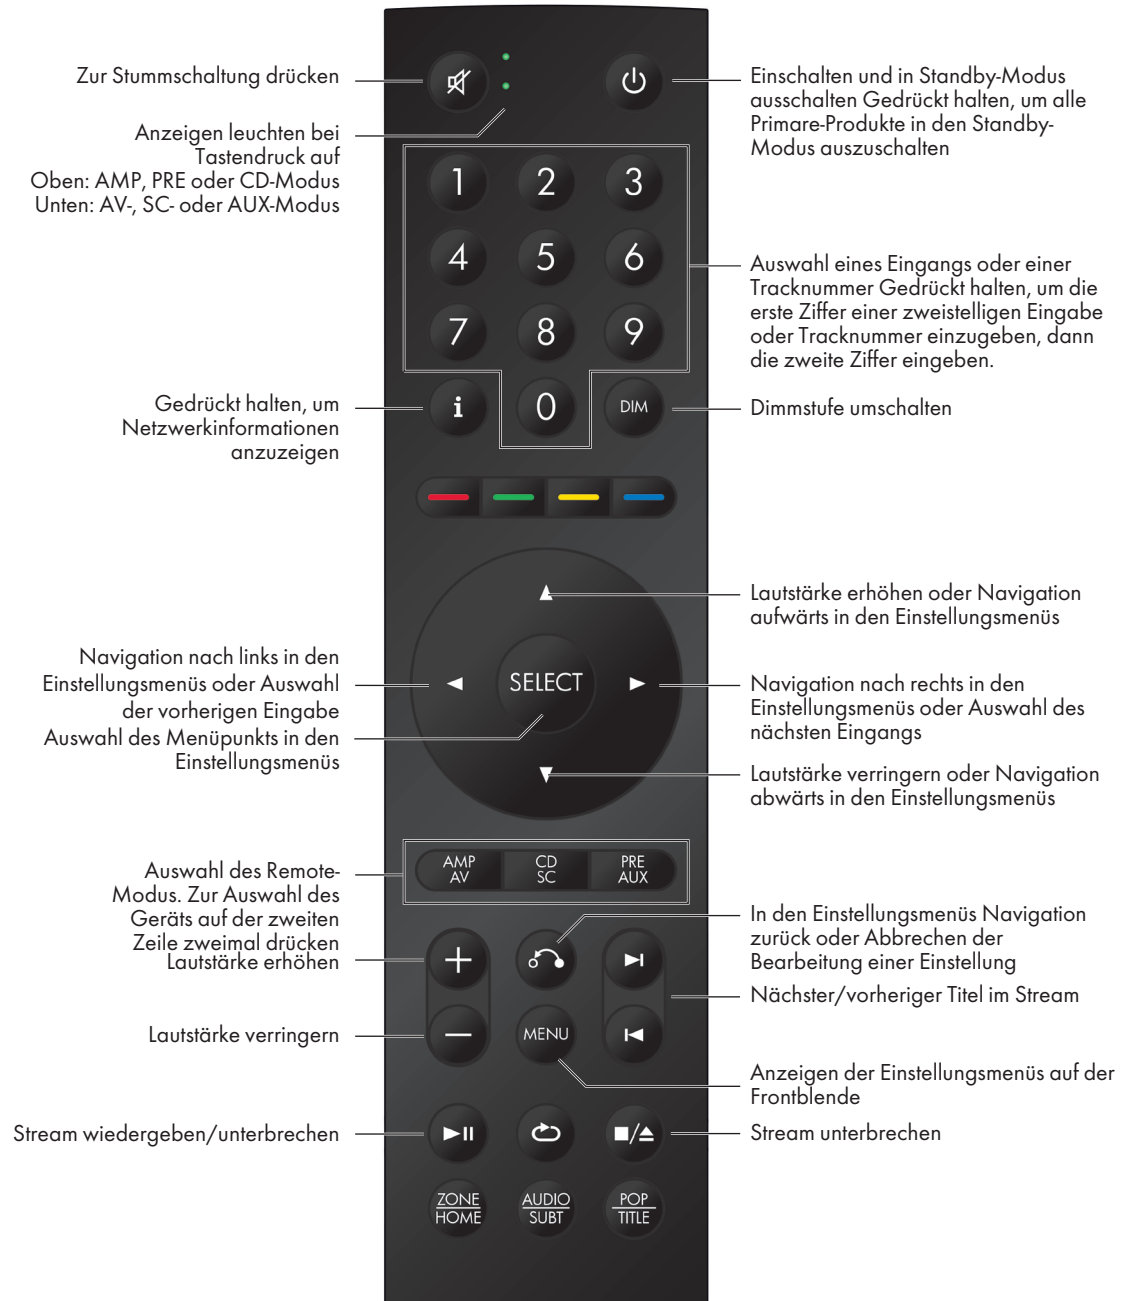 Zur Stummschaltung drücken
Anzeigen leuchten bei
Tastendruck auf
Oben: AMP, PRE oder CD-Modus
Unten: AV-, SC- oder AUX-Modus
Einschalten und in Standby-Modus
ausschalten Gedrückt halten, um alle
Primare-Produkte in den Standby-
Modus auszuschalten
1 2 3
4 5 6
7 8 9
i 0 DIM
Auswahl eines Eingangs oder einer
Tracknummer Gedrückt halten, um die
erste Ziffer einer zweistelligen Eingabe
oder Tracknummer einzugeben, dann
die zweite Ziffer eingeben.
Gedrückt halten, um
Netzwerkinformationen
anzuzeigen
Dimmstufe umschalten
Lautstärke erhöhen oder Navigation
aufwärts in den Einstellungsmenüs
Navigation nach links in den
Einstellungsmenüs oder Auswahl
der vorherigen Eingabe
Auswahl des Menüpunkts in den
Einstellungsmenüs
SELECT
Navigation nach rechts in den
Einstellungsmenüs oder Auswahl des
nächsten Eingangs
Lautstärke verringern oder Navigation
abwärts in den Einstellungsmenüs
AMP CD PRE
AV SC AUX
Auswahl des Remote-
Modus. Zur Auswahl des
Geräts auf der zweiten
Zeile zweimal drücken
Lautstärke erhöhen
In den Einstellungsmenüs Navigation
zurück oder Abbrechen der
Bearbeitung einer Einstellung
Nächster/vorheriger Titel im Stream
Lautstärke verringern
MENU
Anzeigen der Einstellungsmenüs auf der
Frontblende
Stream wiedergeben/unterbrechen
Stream unterbrechen
ZONE AUDIO POP
HOME SUBT TITLE